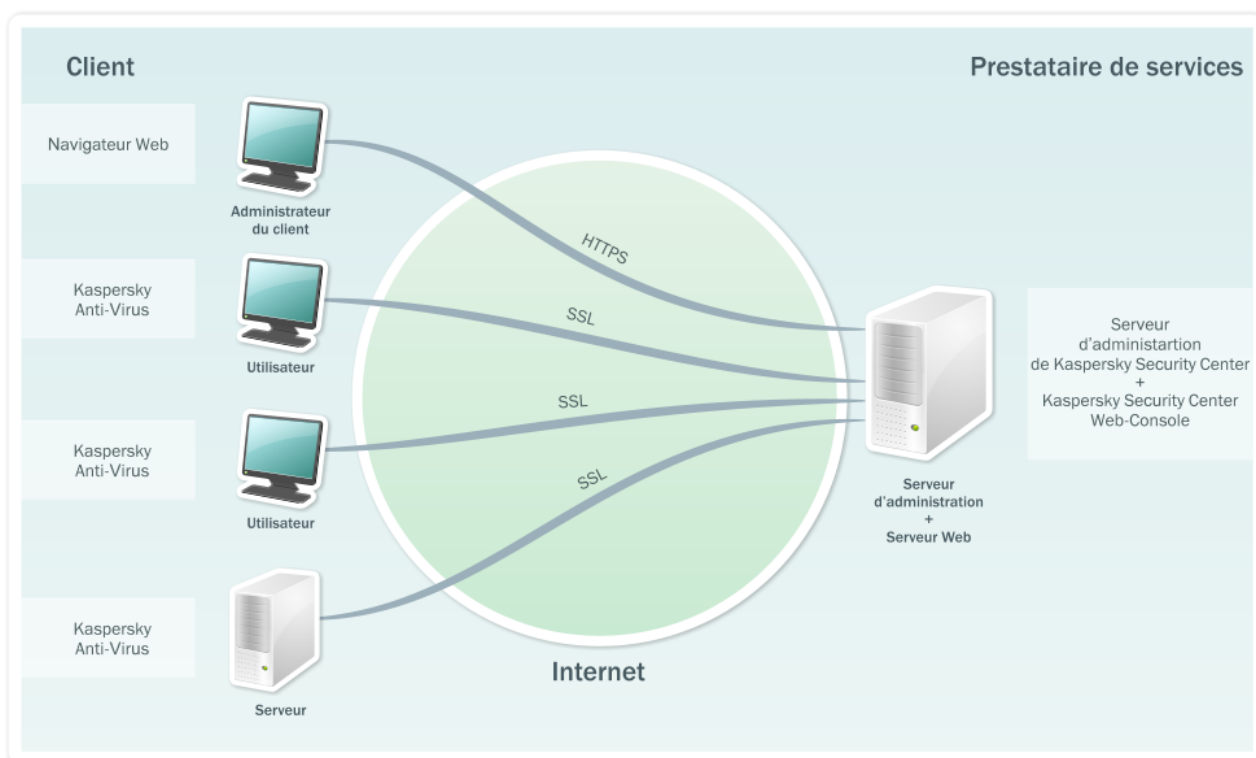 Client
Prestataire de services
Navigateur Web
Administrateur
du client
HTTPS
Kaspersky
Anti-Virus
Utilisateur
SSL
Serveur
d'administartion
de Kaspersky Security Center
+
Kaspersky Security Center
Web-Console
Kaspersky
Anti-Virus
Utilisateur
SSL
Serveur
d'administration
+
Serveur Web
SSL
Kaspersky
Anti-Virus
Serveur
Internet